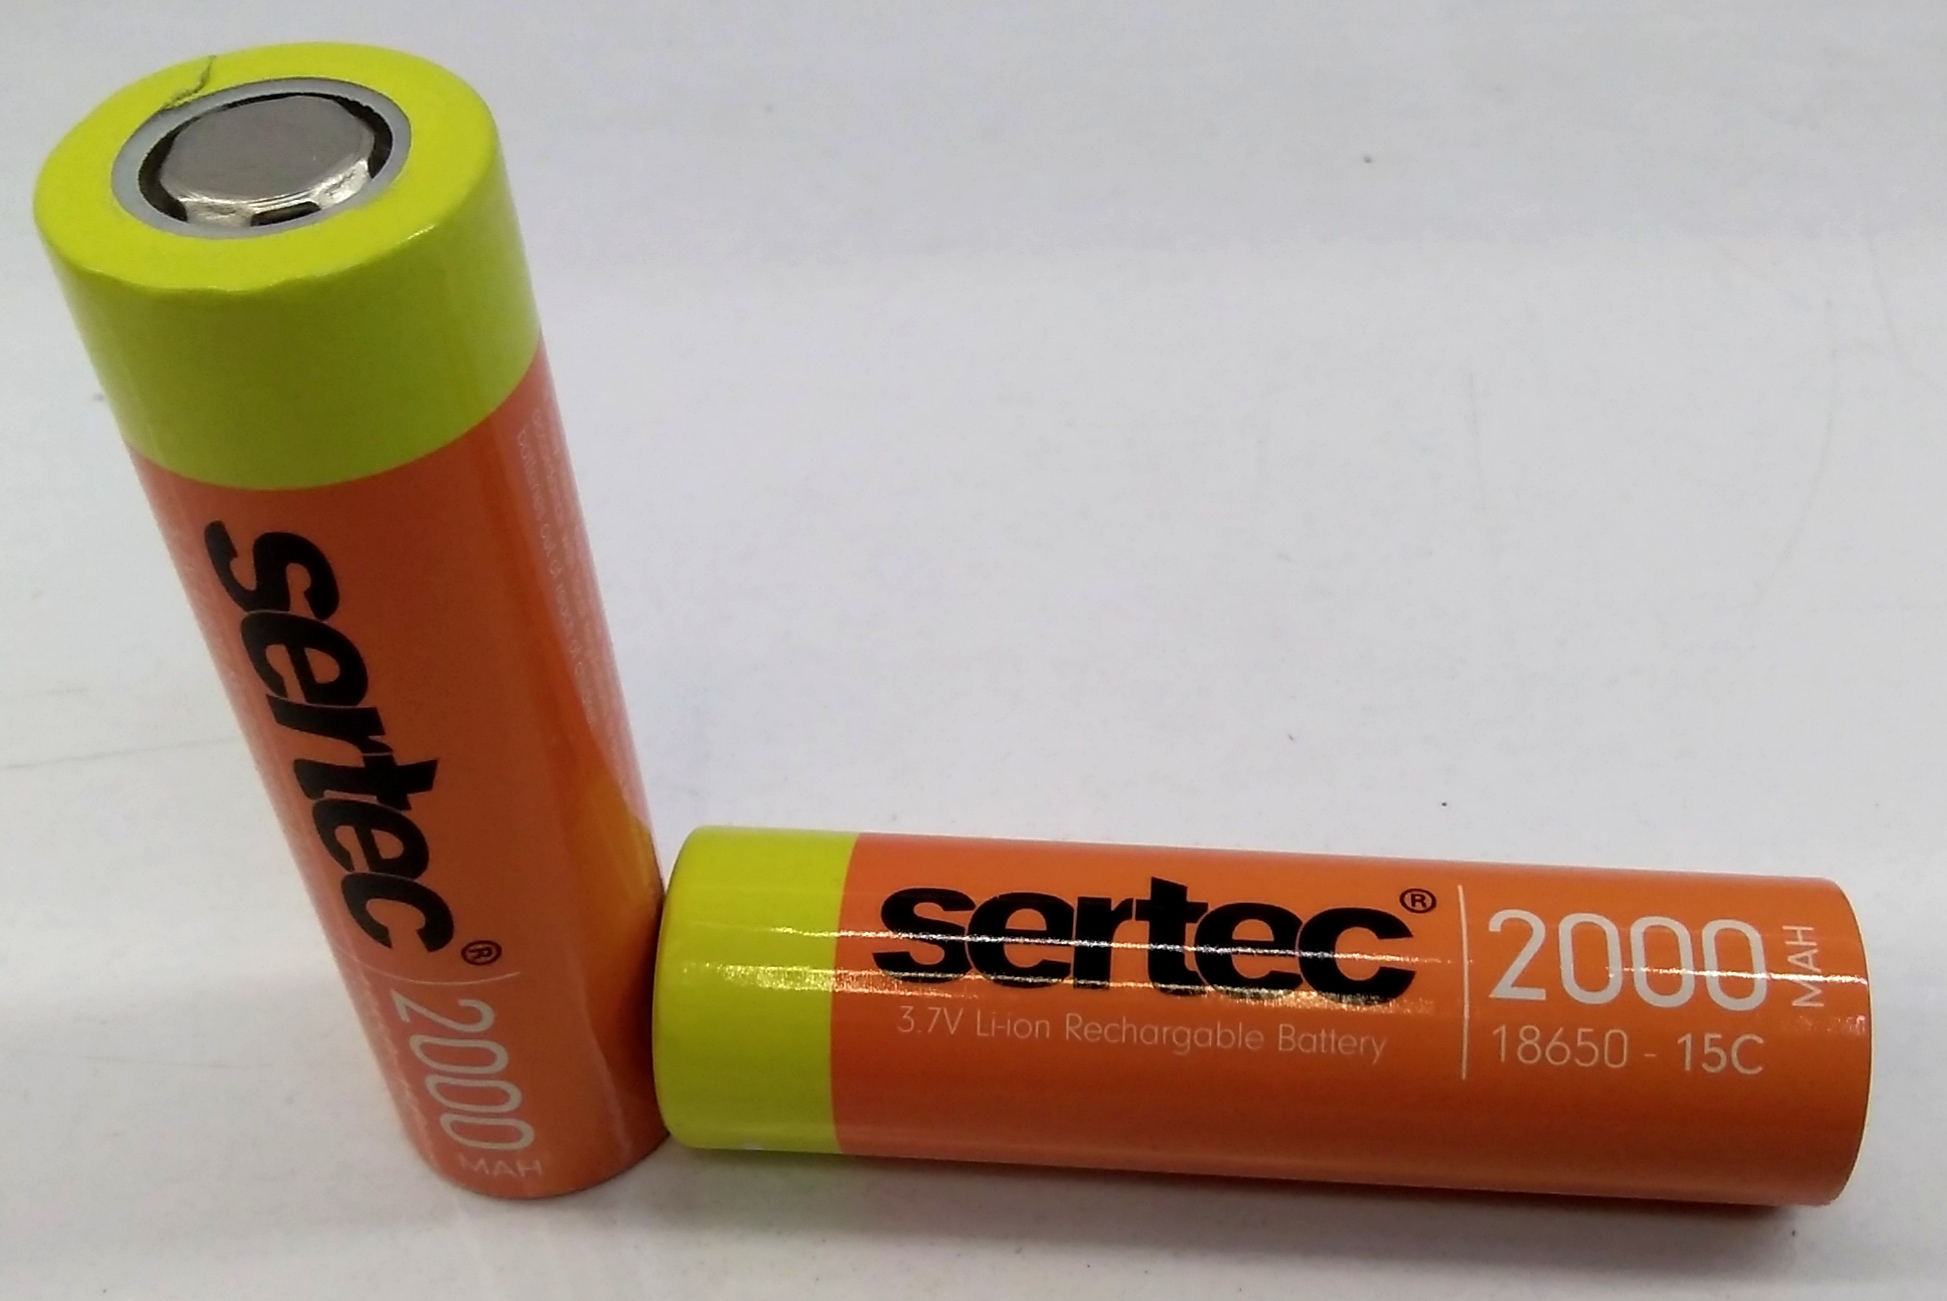 sertec®
2000
MAH
sertec®
3.7V Li-ion Rechargable Battery
2000
MAH
18650 - 15C